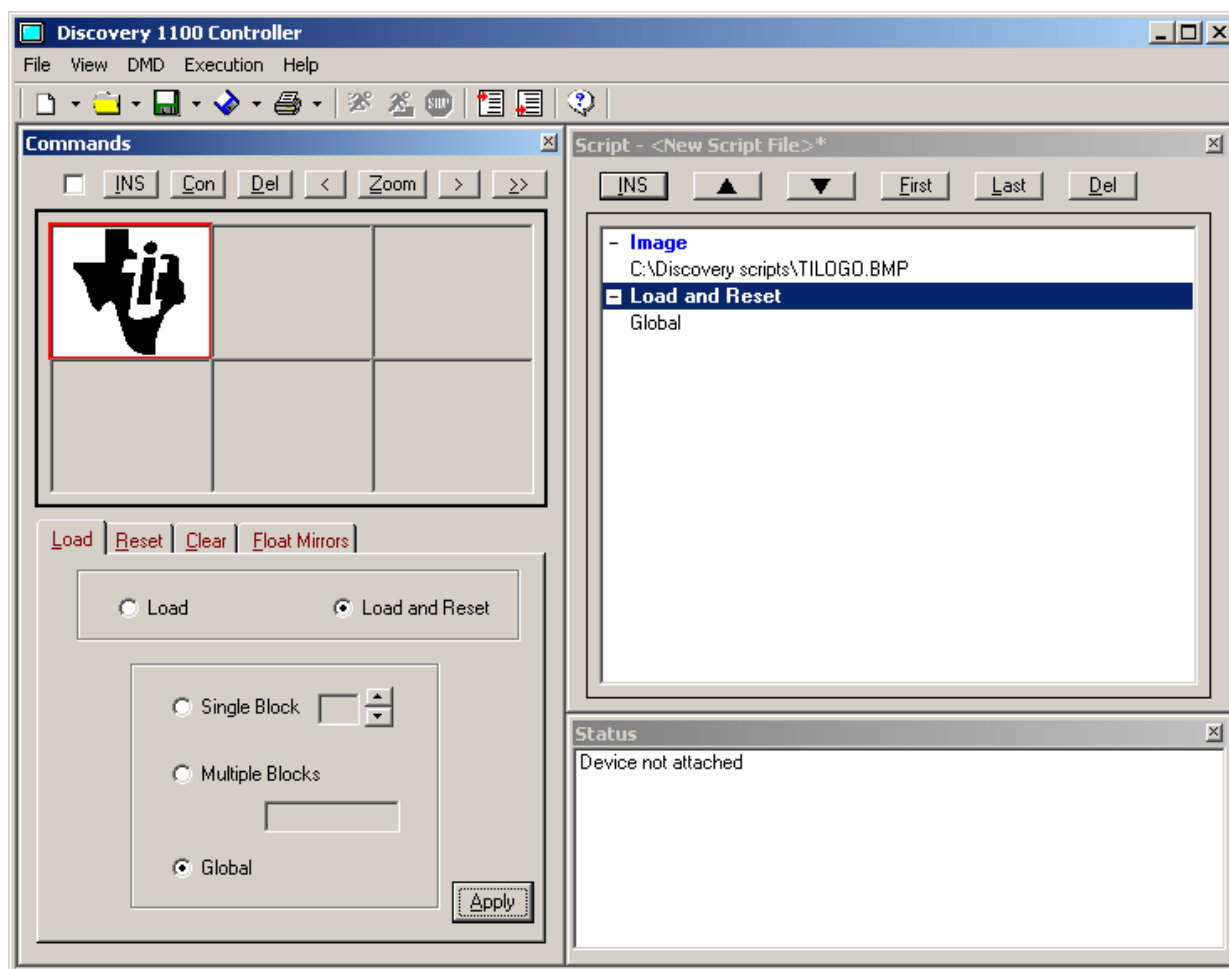 Discovery 1100 Controller
File View DMD Execution Help
STOP
Commands
INS Con Del < Zoom > >>
ti
Load Reset Clear Float Mirrors
Load Load and Reset
Single Block
Multiple Blocks
Global
Apply
Script - <New Script File>*
INS First Last Del
- Image
C:\Discovery scripts\TILOGO.BMP
- Load and Reset
Global
Status
Device not attached